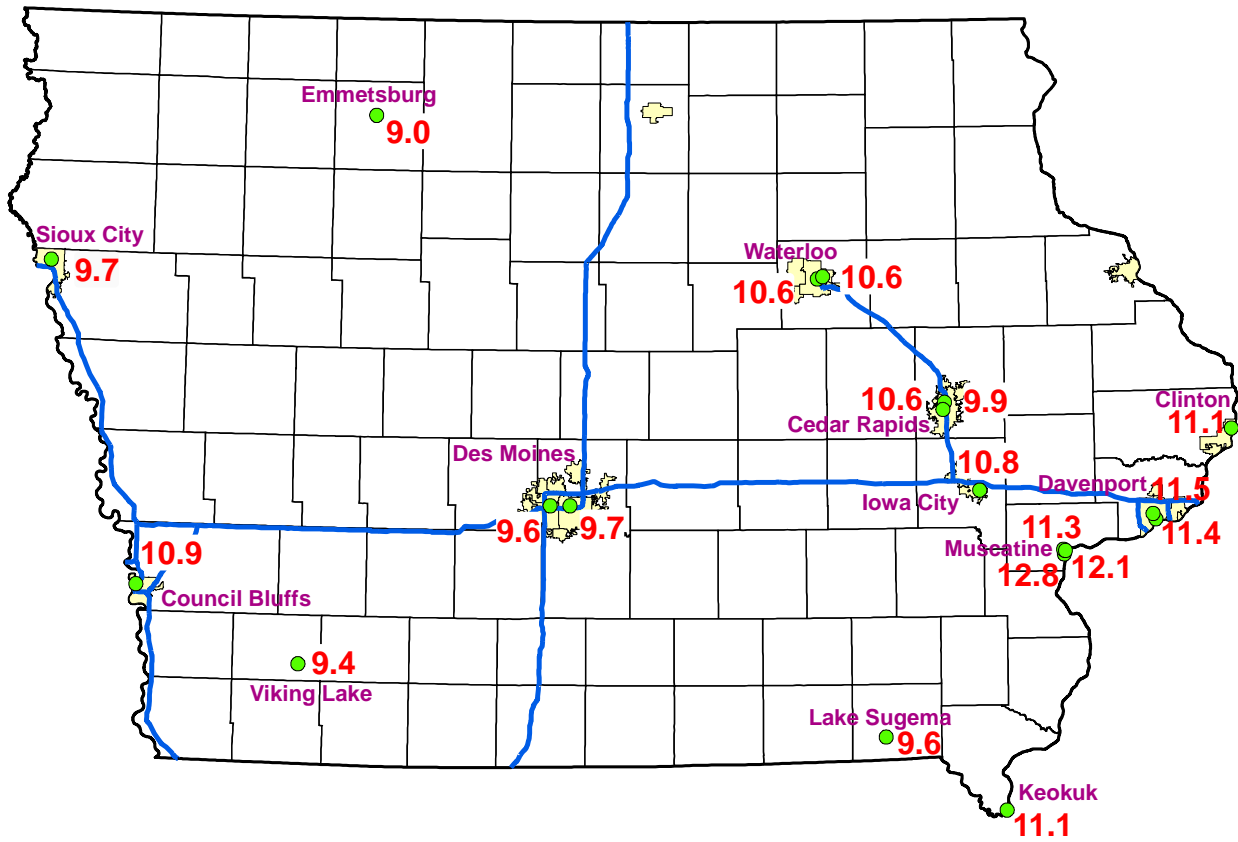 Emmetsburg
9.0
Sioux City
9.7
Waterloo
10.6
10.6
10.6
9.9
Cedar Rapids
Clinton
11.1
Des Moines
9.6
9.7
10.8
Iowa City
Davenport
11.5
11.4
11.3
Muscatine
12.8
12.1
10.9
Council Bluffs
9.4
Viking Lake
Lake Sugema
9.6
Keokuk
11.1